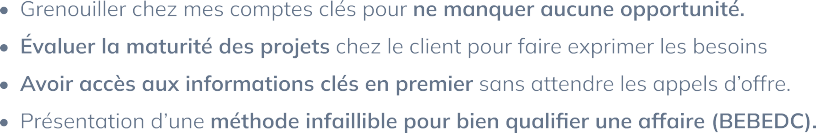 • Grenouiller chez mes comptes clés pour ne manquer aucune opportunité.
• Évaluer la maturité des projets chez le client pour faire exprimer les besoins
• Avoir accès aux informations clés en premier sans attendre les appels d'offre.
• Présentation d'une méthode infaillible pour bien qualifier une affaire (BEBEDC).